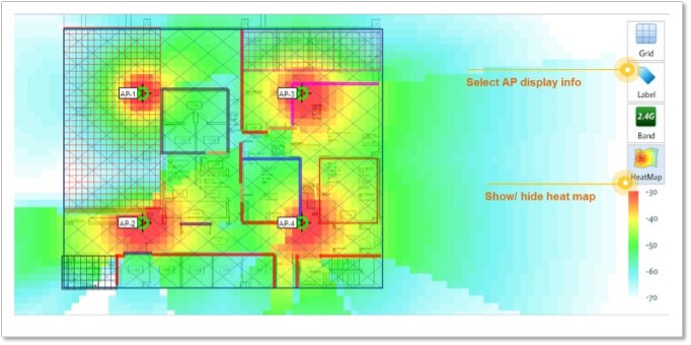 Grid
Select AP display info
AP-1
AP-3
Label
2.4G
Band
HeatMap
Show/ hide heat map
-30
-40
AP-2
AP-4
-50
-60
-70